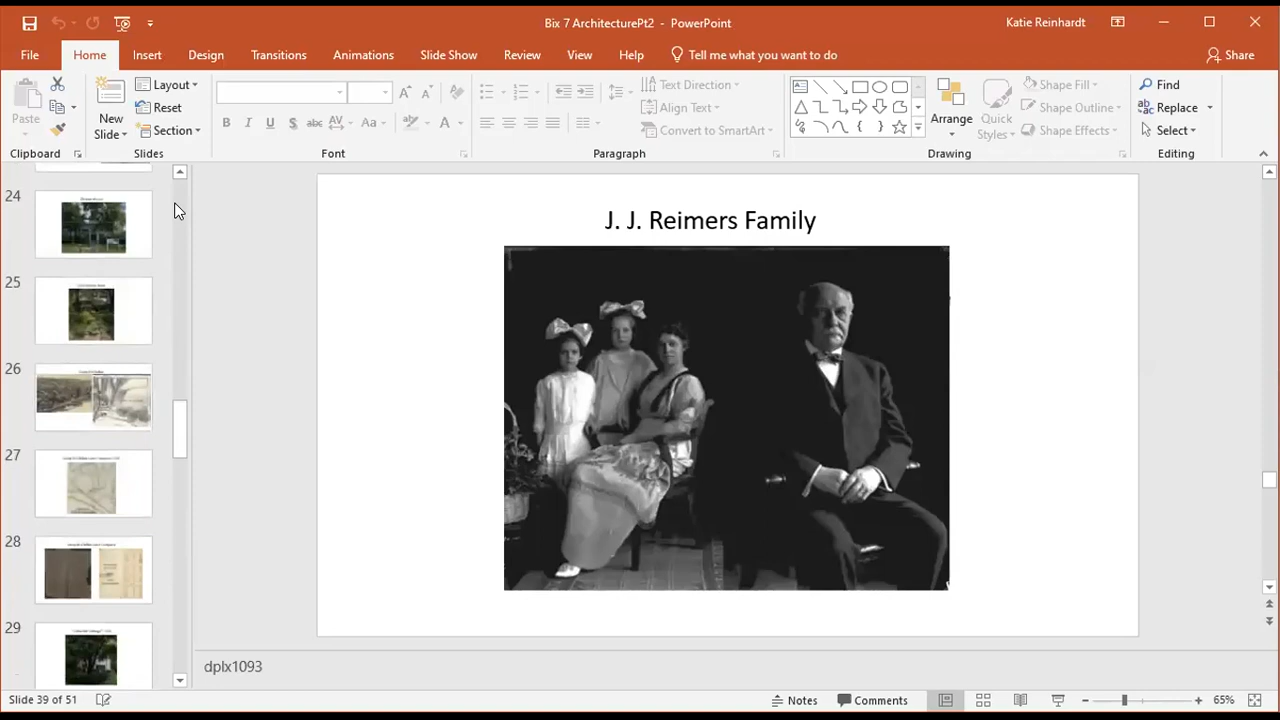 Bix 7 ArchitecturePt2 - PowerPoint
Katie Reinhardt
File Home Insert Design Transitions Animations Slide Show Review View Help Tell me what you want to do Share
Paste
Clipboard
New Slide
Layout
Reset
Section
Slides
B I U S abc AV Aa A
Font
Text Direction
Align Text
Convert to SmartArt
Paragraph
Arrange
Quick Styles
Shape Fill
Shape Outline
Shape Effects
Drawing
Find
Replace
Select
Editing
24
25
26
27
28
29
J. J. Reimers Family
dplx1093
Slide 39 of 51 Notes Comments 65%